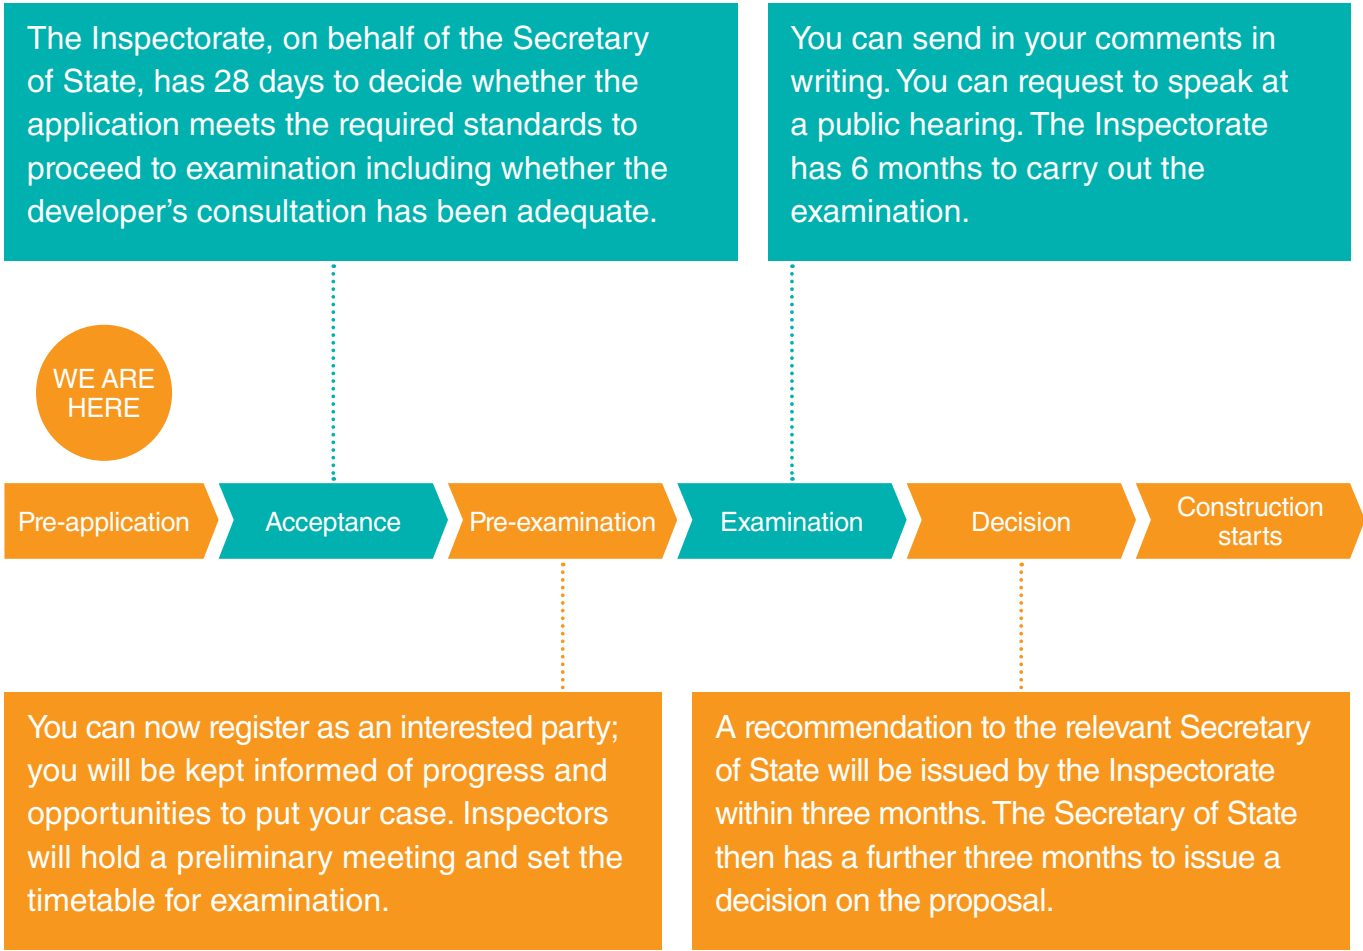 The Inspectorate, on behalf of the Secretary
of State, has 28 days to decide whether the
application meets the required standards to
proceed to examination including whether the
developer’s consultation has been adequate.
You can send in your comments in
writing. You can request to speak at
a public hearing. The Inspectorate
has 6 months to carry out the
examination.
WE ARE
HERE
Pre-application
Acceptance
Pre-examination
Examination
Decision
Construction
starts
You can now register as an interested party;
you will be kept informed of progress and
opportunities to put your case. Inspectors
will hold a preliminary meeting and set the
timetable for examination.
A recommendation to the relevant Secretary
of State will be issued by the Inspectorate
within three months. The Secretary of State
then has a further three months to issue a
decision on the proposal.